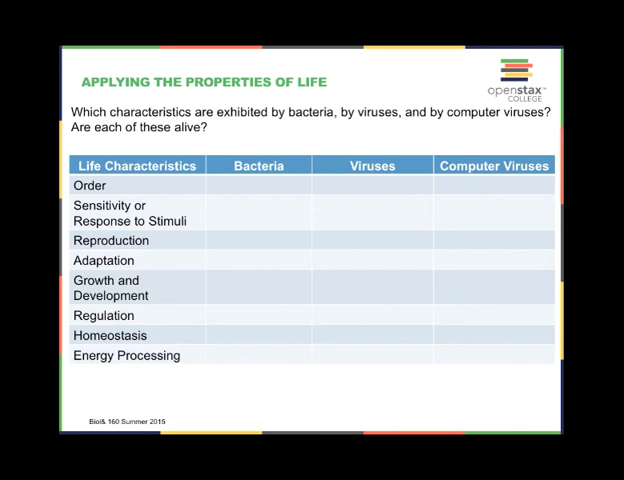 APPLYING THE PROPERTIES OF LIFE
openstax™
COLLEGE
Which characteristics are exhibited by bacteria, by viruses, and by computer viruses?
Are each of these alive?
Life Characteristics Bacteria Viruses Computer Viruses
Order
Sensitivity or
Response to Stimuli
Reproduction
Adaptation
Growth and
Development
Regulation
Homeostasis
Energy Processing
Biol& 160 Summer 2015